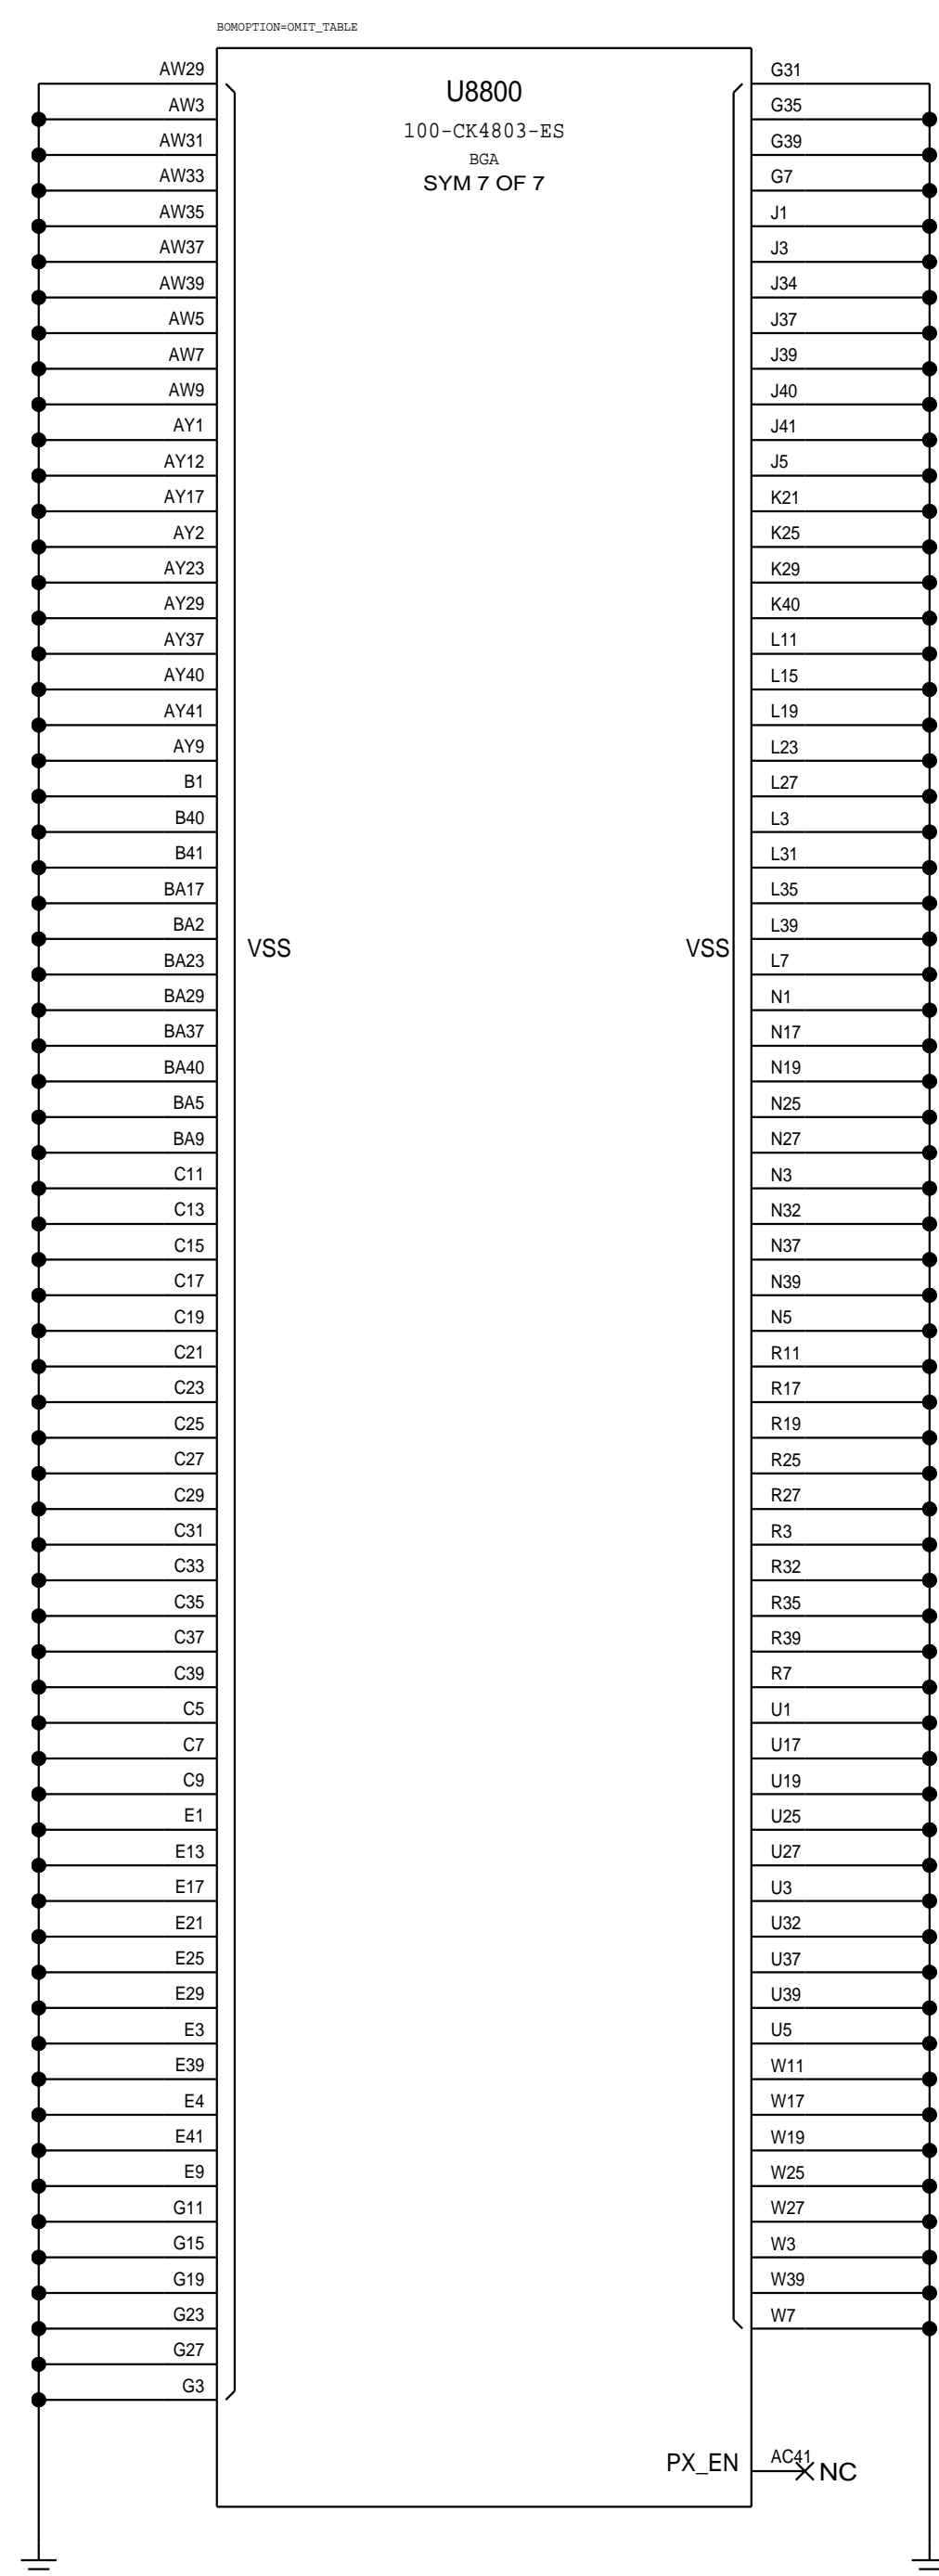 BOMOPTION=OMIT_TABLE
U8800
100-CK4803-ES
BGA
SYM 7 OF 7
AW29
AW3
AW31
AW33
AW35
AW37
AW39
AW5
AW7
AW9
AY1
AY12
AY17
AY2
AY23
AY29
AY37
AY40
AY41
AY9
B1
B40
B41
BA17
BA2
BA23
BA29
BA37
BA40
BA5
BA9
C11
C13
C15
C17
C19
C21
C23
C25
C27
C29
C31
C33
C35
C37
C39
C5
C7
C9
E1
E13
E17
E21
E25
E29
E3
E39
E4
E41
E9
G11
G15
G19
G23
G27
G3
VSS
VSS
G31
G35
G39
G7
J1
J3
J34
J37
J39
J40
J41
J5
K21
K25
K29
K40
L11
L15
L19
L23
L27
L3
L31
L35
L39
L7
N1
N17
N19
N25
N27
N3
N32
N37
N39
N5
R11
R17
R19
R25
R27
R3
R32
R35
R39
R7
U1
U17
U19
U25
U27
U3
U32
U37
U39
U5
W11
W17
W19
W25
W27
W3
W39
W7
PX_EN
AC41
NC